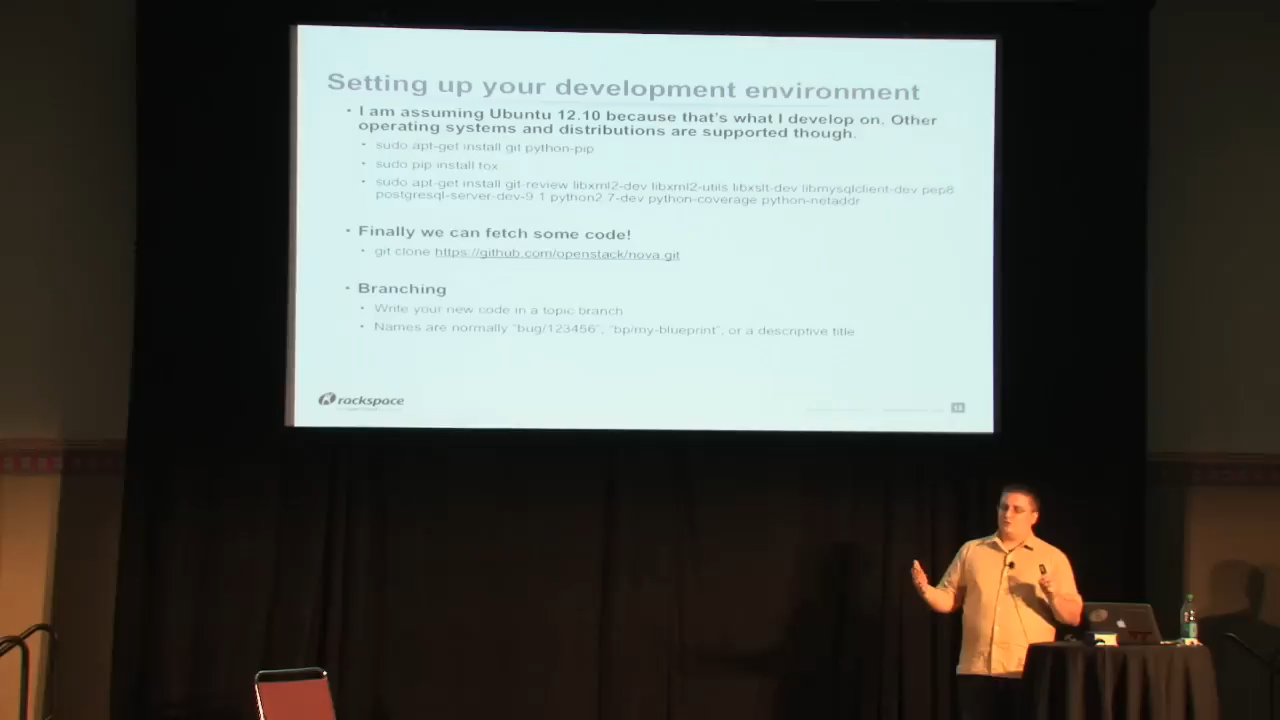 Setting up your development environment
• I am assuming Ubuntu 12.10 because that's what I develop on. Other
operating systems and distributions are supported though.
• sudo apt-get install git python-pip
• sudo pip install tox
• sudo apt-get install git-review libxml2-dev libxml2-utils libxslt-dev libmysqlclient-dev pep8
postgresql-server-dev-9.1 python2.7-dev python-coverage python-netaddr
• Finally we can fetch some code!
• git clone https://github.com/openstack/nova.git
• Branching
• Write your new code in a topic branch
• Names are normally "bug/123456", "bp/my-blueprint", or a descriptive title
rackspace